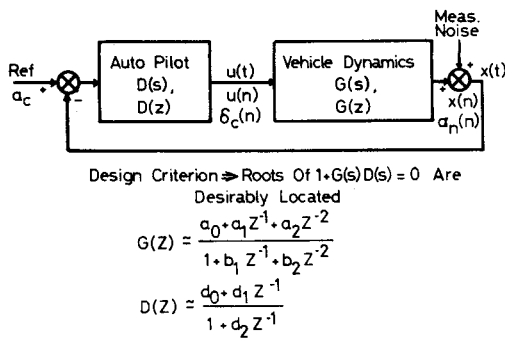 Meas.
Noise
Ref
a_c
+
-
Auto Pilot
D(s),
D(z)
u(t)
u(n)
δ_c(n)
Vehicle Dynamics
G(s),
G(z)
+
+
x(t)
x(n)
α_n(n)
Design Criterion ⇒ Roots Of 1+G(s)D(s) = 0 Are
Desirably Located
G(Z) ≈ (a_0 + a_1 Z^-1 + a_2 Z^-2) / (1 + b_1 Z^-1 + b_2 Z^-2)
D(Z) ≈ (d_0 + d_1 Z^-1) / (1 + d_2 Z^-1)